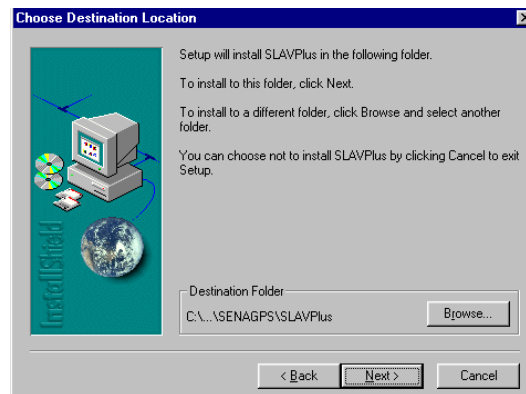 Choose Destination Location
Setup will install SLAVPlus in the following folder.
To install to this folder, click Next.
To install to a different folder, click Browse and select another
folder.
You can choose not to install SLAVPlus by clicking Cancel to exit
Setup.
InstallShield
Destination Folder
C:\...\SENAGPS\SLAVPlus
Browse...
< Back
Next >
Cancel